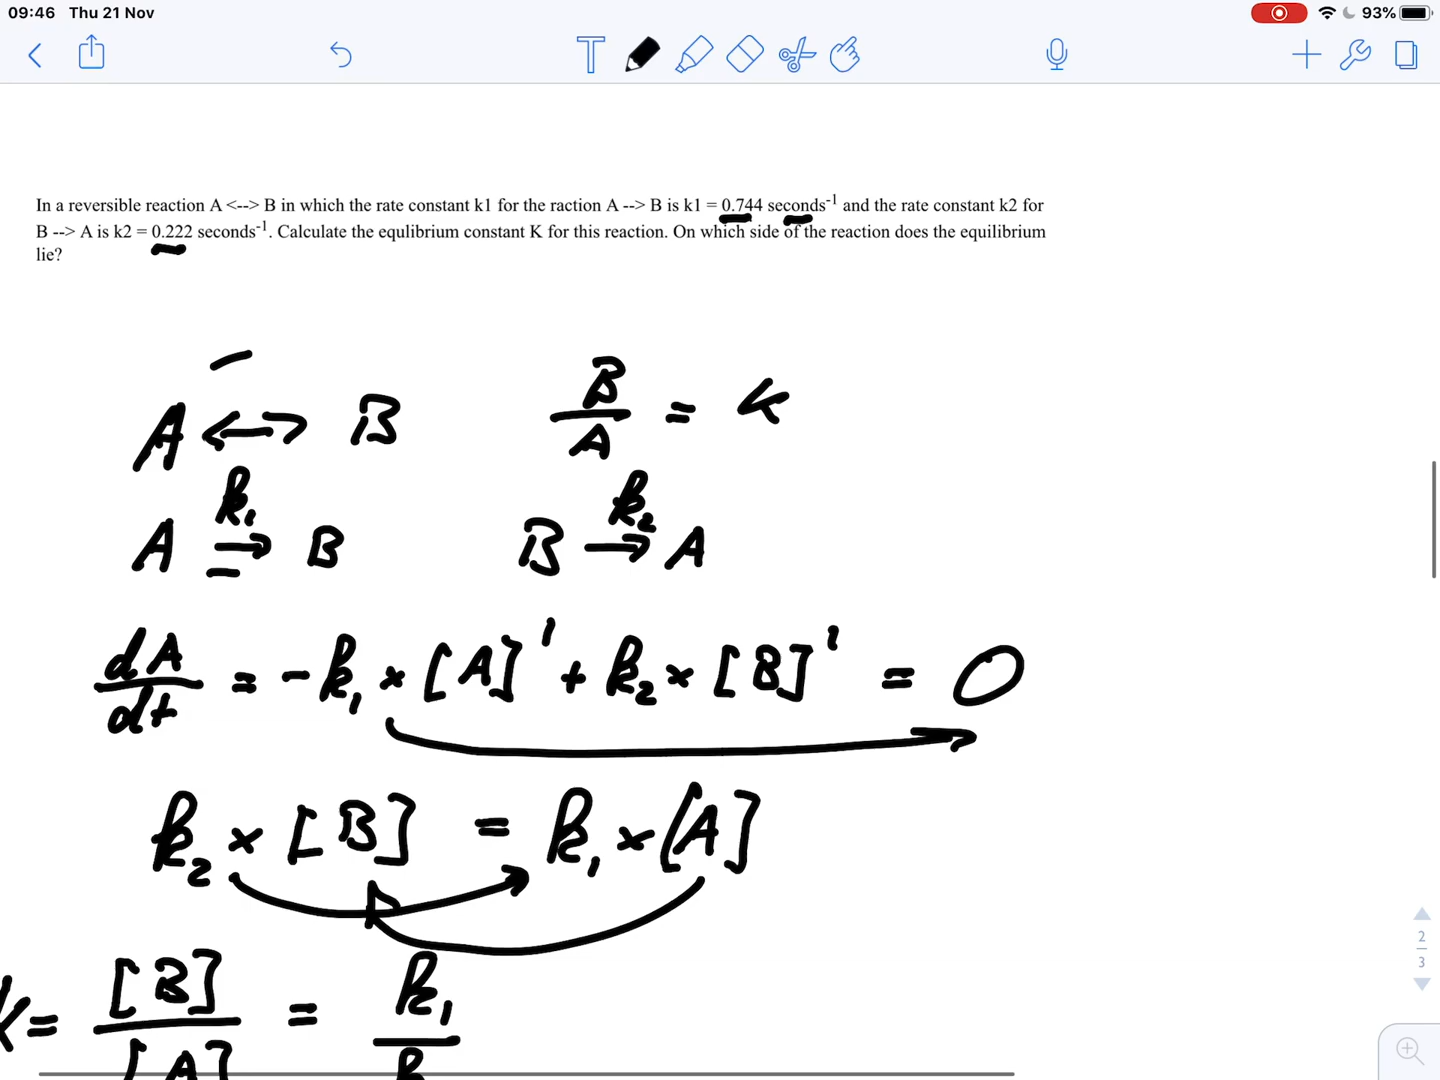 09:46 Thu 21 Nov
93%
T
In a reversible reaction A <--> B in which the rate constant k1 for the raction A --> B is k1 = 0.744 seconds-1 and the rate constant k2 for
B --> A is k2 = 0.222 seconds-1. Calculate the equlibrium constant K for this reaction. On which side of the reaction does the equilibrium
lie?
A <-> B
B/A = K
A k1→ B
B k2→ A
dA/dt = -k1 × [A]^1 + k2 × [B]^1 = 0
k2 × [B] = k1 × [A]
K = [B]/[A] = k1/
2
3